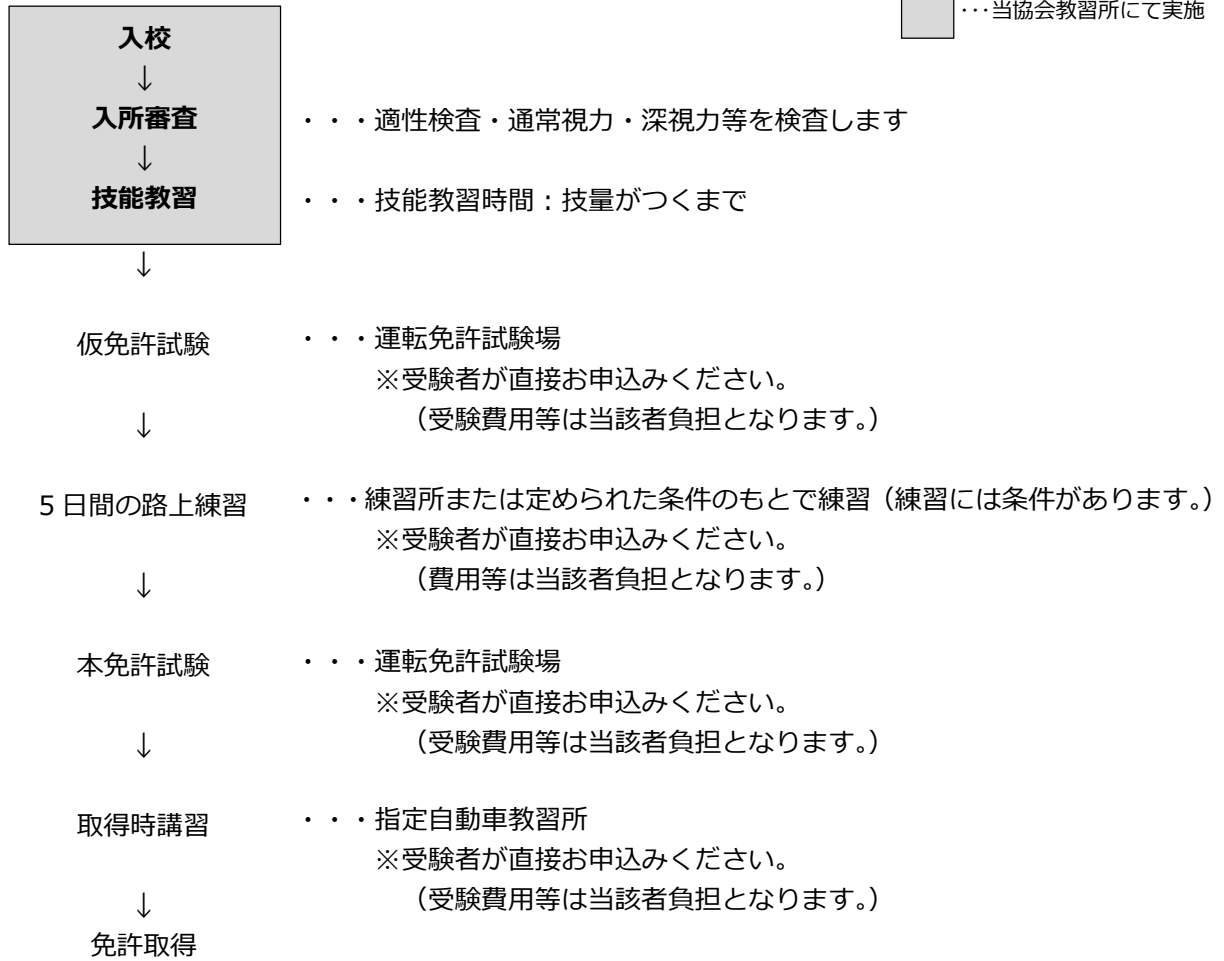 ･･･当協会教習所にて実施
入校
↓
入所審査 ・・・適性検査・通常視力・深視力等を検査します
↓
技能教習 ・・・技能教習時間：技量がつくまで
↓
仮免許試験 ・・・運転免許試験場
※受験者が直接お申込みください。
↓ （受験費用等は当該者負担となります。）
５日間の路上練習 ・・・練習所または定められた条件のもとで練習（練習には条件があります。）
※受験者が直接お申込みください。
↓ （費用等は当該者負担となります。）
本免許試験 ・・・運転免許試験場
※受験者が直接お申込みください。
↓ （受験費用等は当該者負担となります。）
取得時講習 ・・・指定自動車教習所
※受験者が直接お申込みください。
↓ （受験費用等は当該者負担となります。）
免許取得